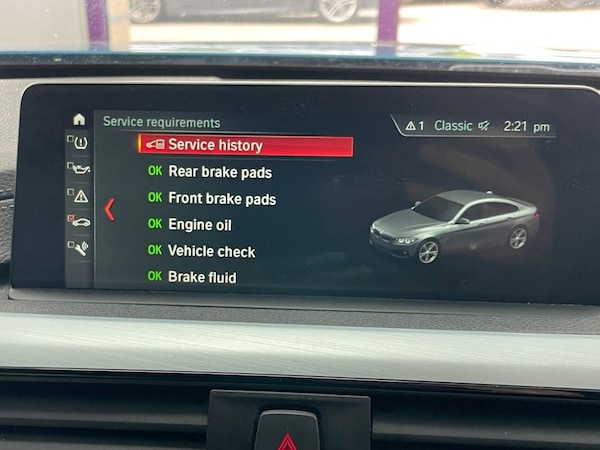 Service requirements
1 Classic 2:21 pm
Service history
OK Rear brake pads
OK Front brake pads
OK Engine oil
OK Vehicle check
OK Brake fluid